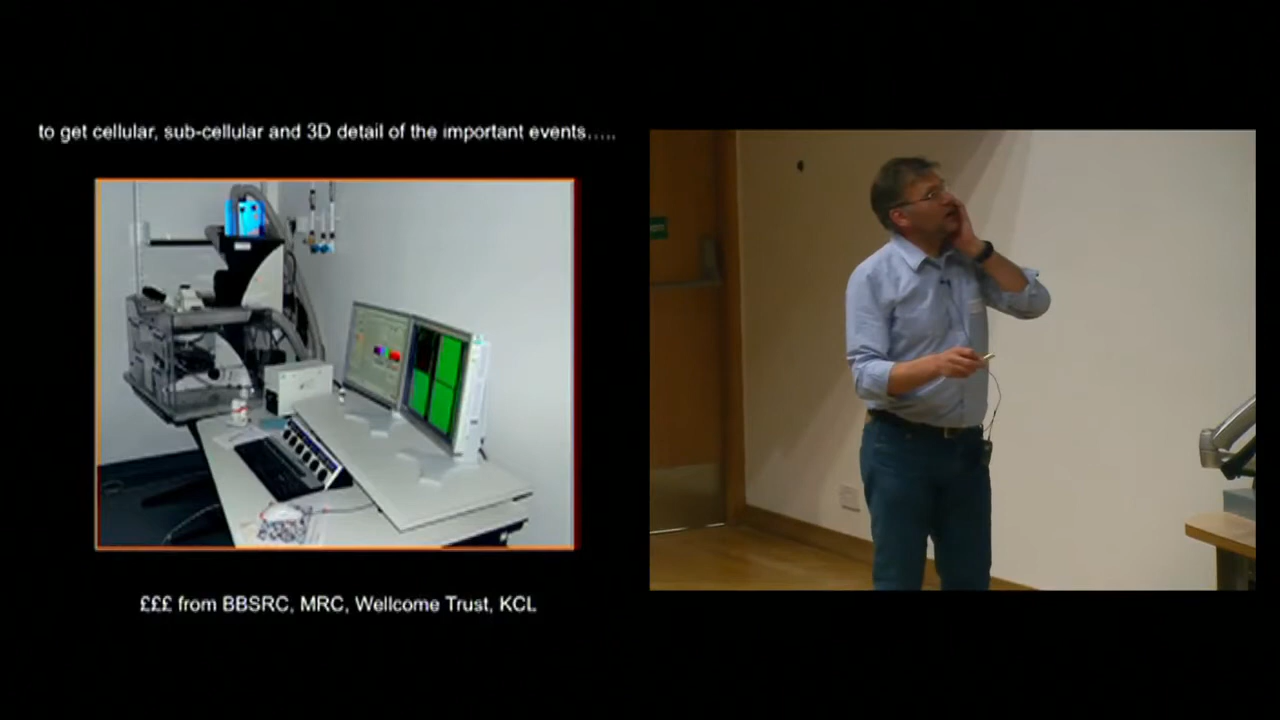 to get cellular, sub-cellular and 3D detail of the important events.....
£££ from BBSRC, MRC, Wellcome Trust, KCL